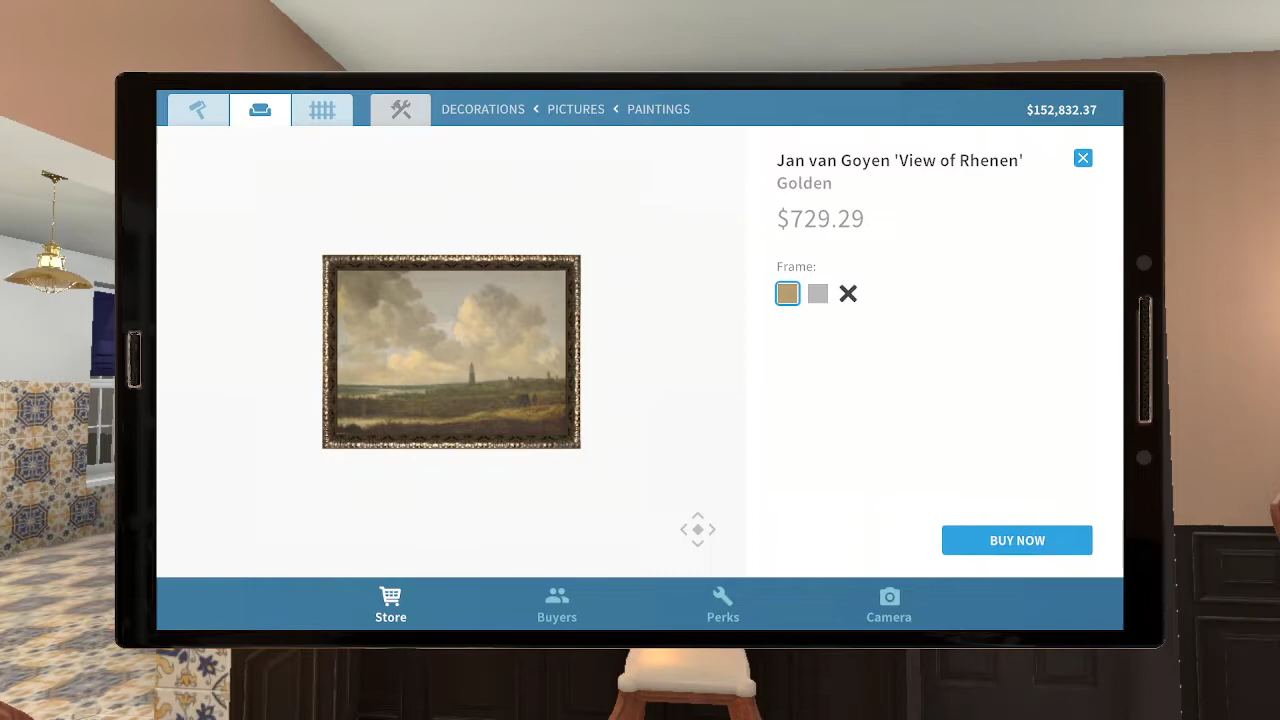 DECORATIONS < PICTURES < PAINTINGS
$152,832.37
Jan van Goyen 'View of Rhenen'
Golden
$729.29
Frame:
BUY NOW
Store
Buyers
Perks
Camera